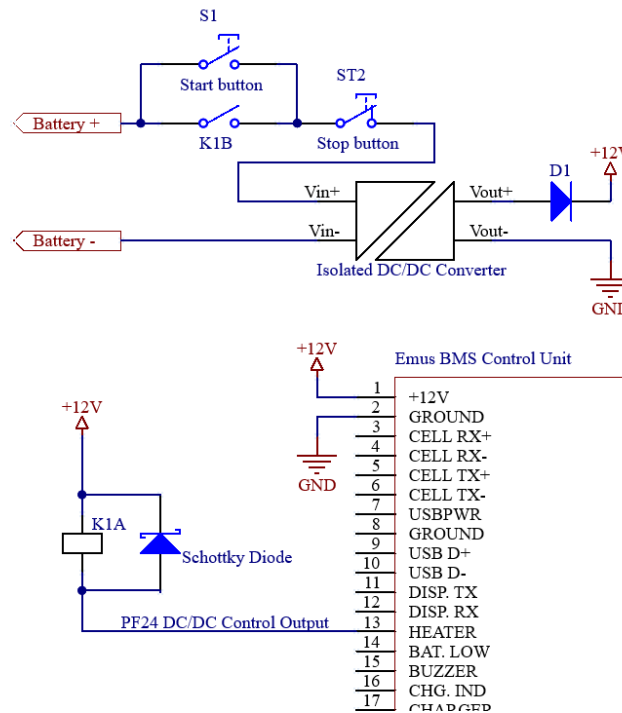 S1
Start button
ST2
Battery +
K1B
Stop button
+12V
D1
Vin+
Vout+
Battery -
Vin-
Vout-
Isolated DC/DC Converter
GND
+12V
Emus BMS Control Unit
1 +12V
2 GROUND
3 CELL RX+
+12V
4 CELL RX-
GND
5 CELL TX+
6 CELL TX-
7 USBPWR
K1A
8 GROUND
Schottky Diode
9 USB D+
10 USB D-
11 DISP. TX
12 DISP. RX
PF24 DC/DC Control Output
13 HEATER
14 BAT. LOW
15 BUZZER
16 CHG. IND
17 CHARGER